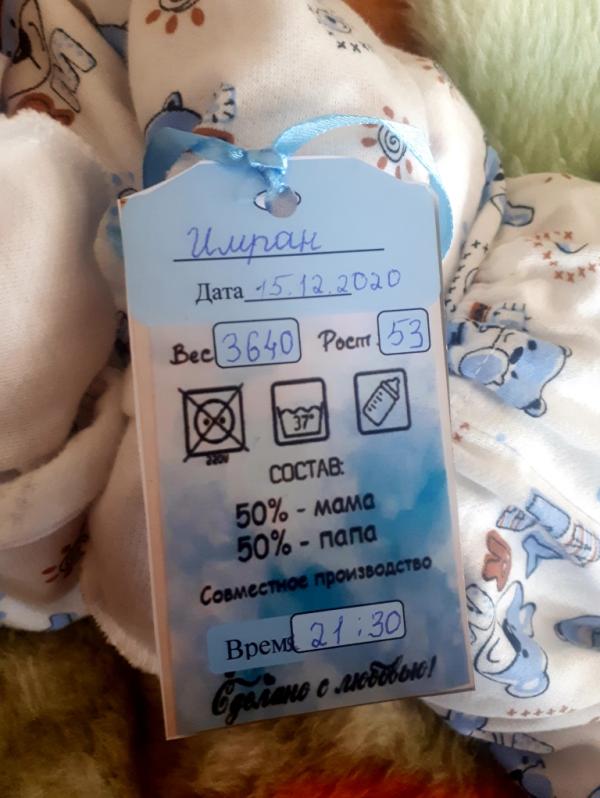 Имран
Дата 15.12.2020
Вес 3640 Рост 53
220V 37°
СОСТАВ:
50% - мама
50% - папа
Совместное производство
Время 21:30
Сделано с любовью!